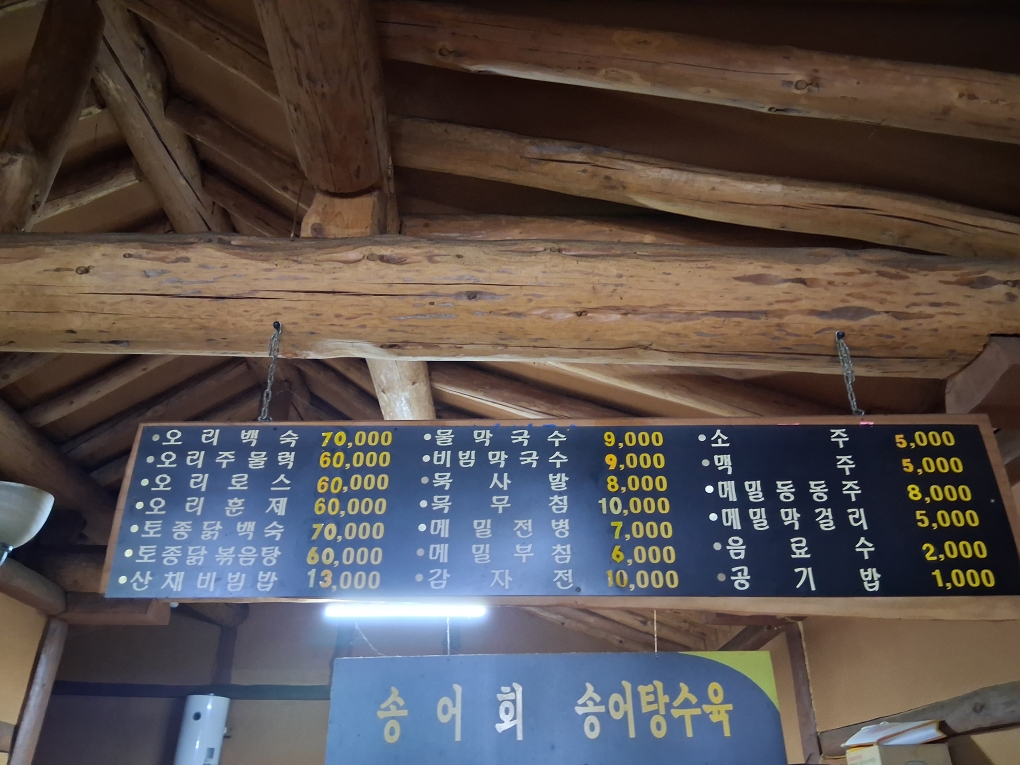 오리백숙 70,000
오리주물럭 60,000
오리로스 60,000
오리훈제 60,000
토종닭백숙 70,000
토종닭볶음탕 60,000
산채비빔밥 13,000
물막국수 9,000
비빔막국수 9,000
묵사발 8,000
묵무침 10,000
메밀전병 7,000
메밀부침 6,000
감자전 10,000
소주 5,000
맥주 5,000
메밀동동주 8,000
메밀막걸리 5,000
음료수 2,000
공기밥 1,000
송어회 송어탕수육